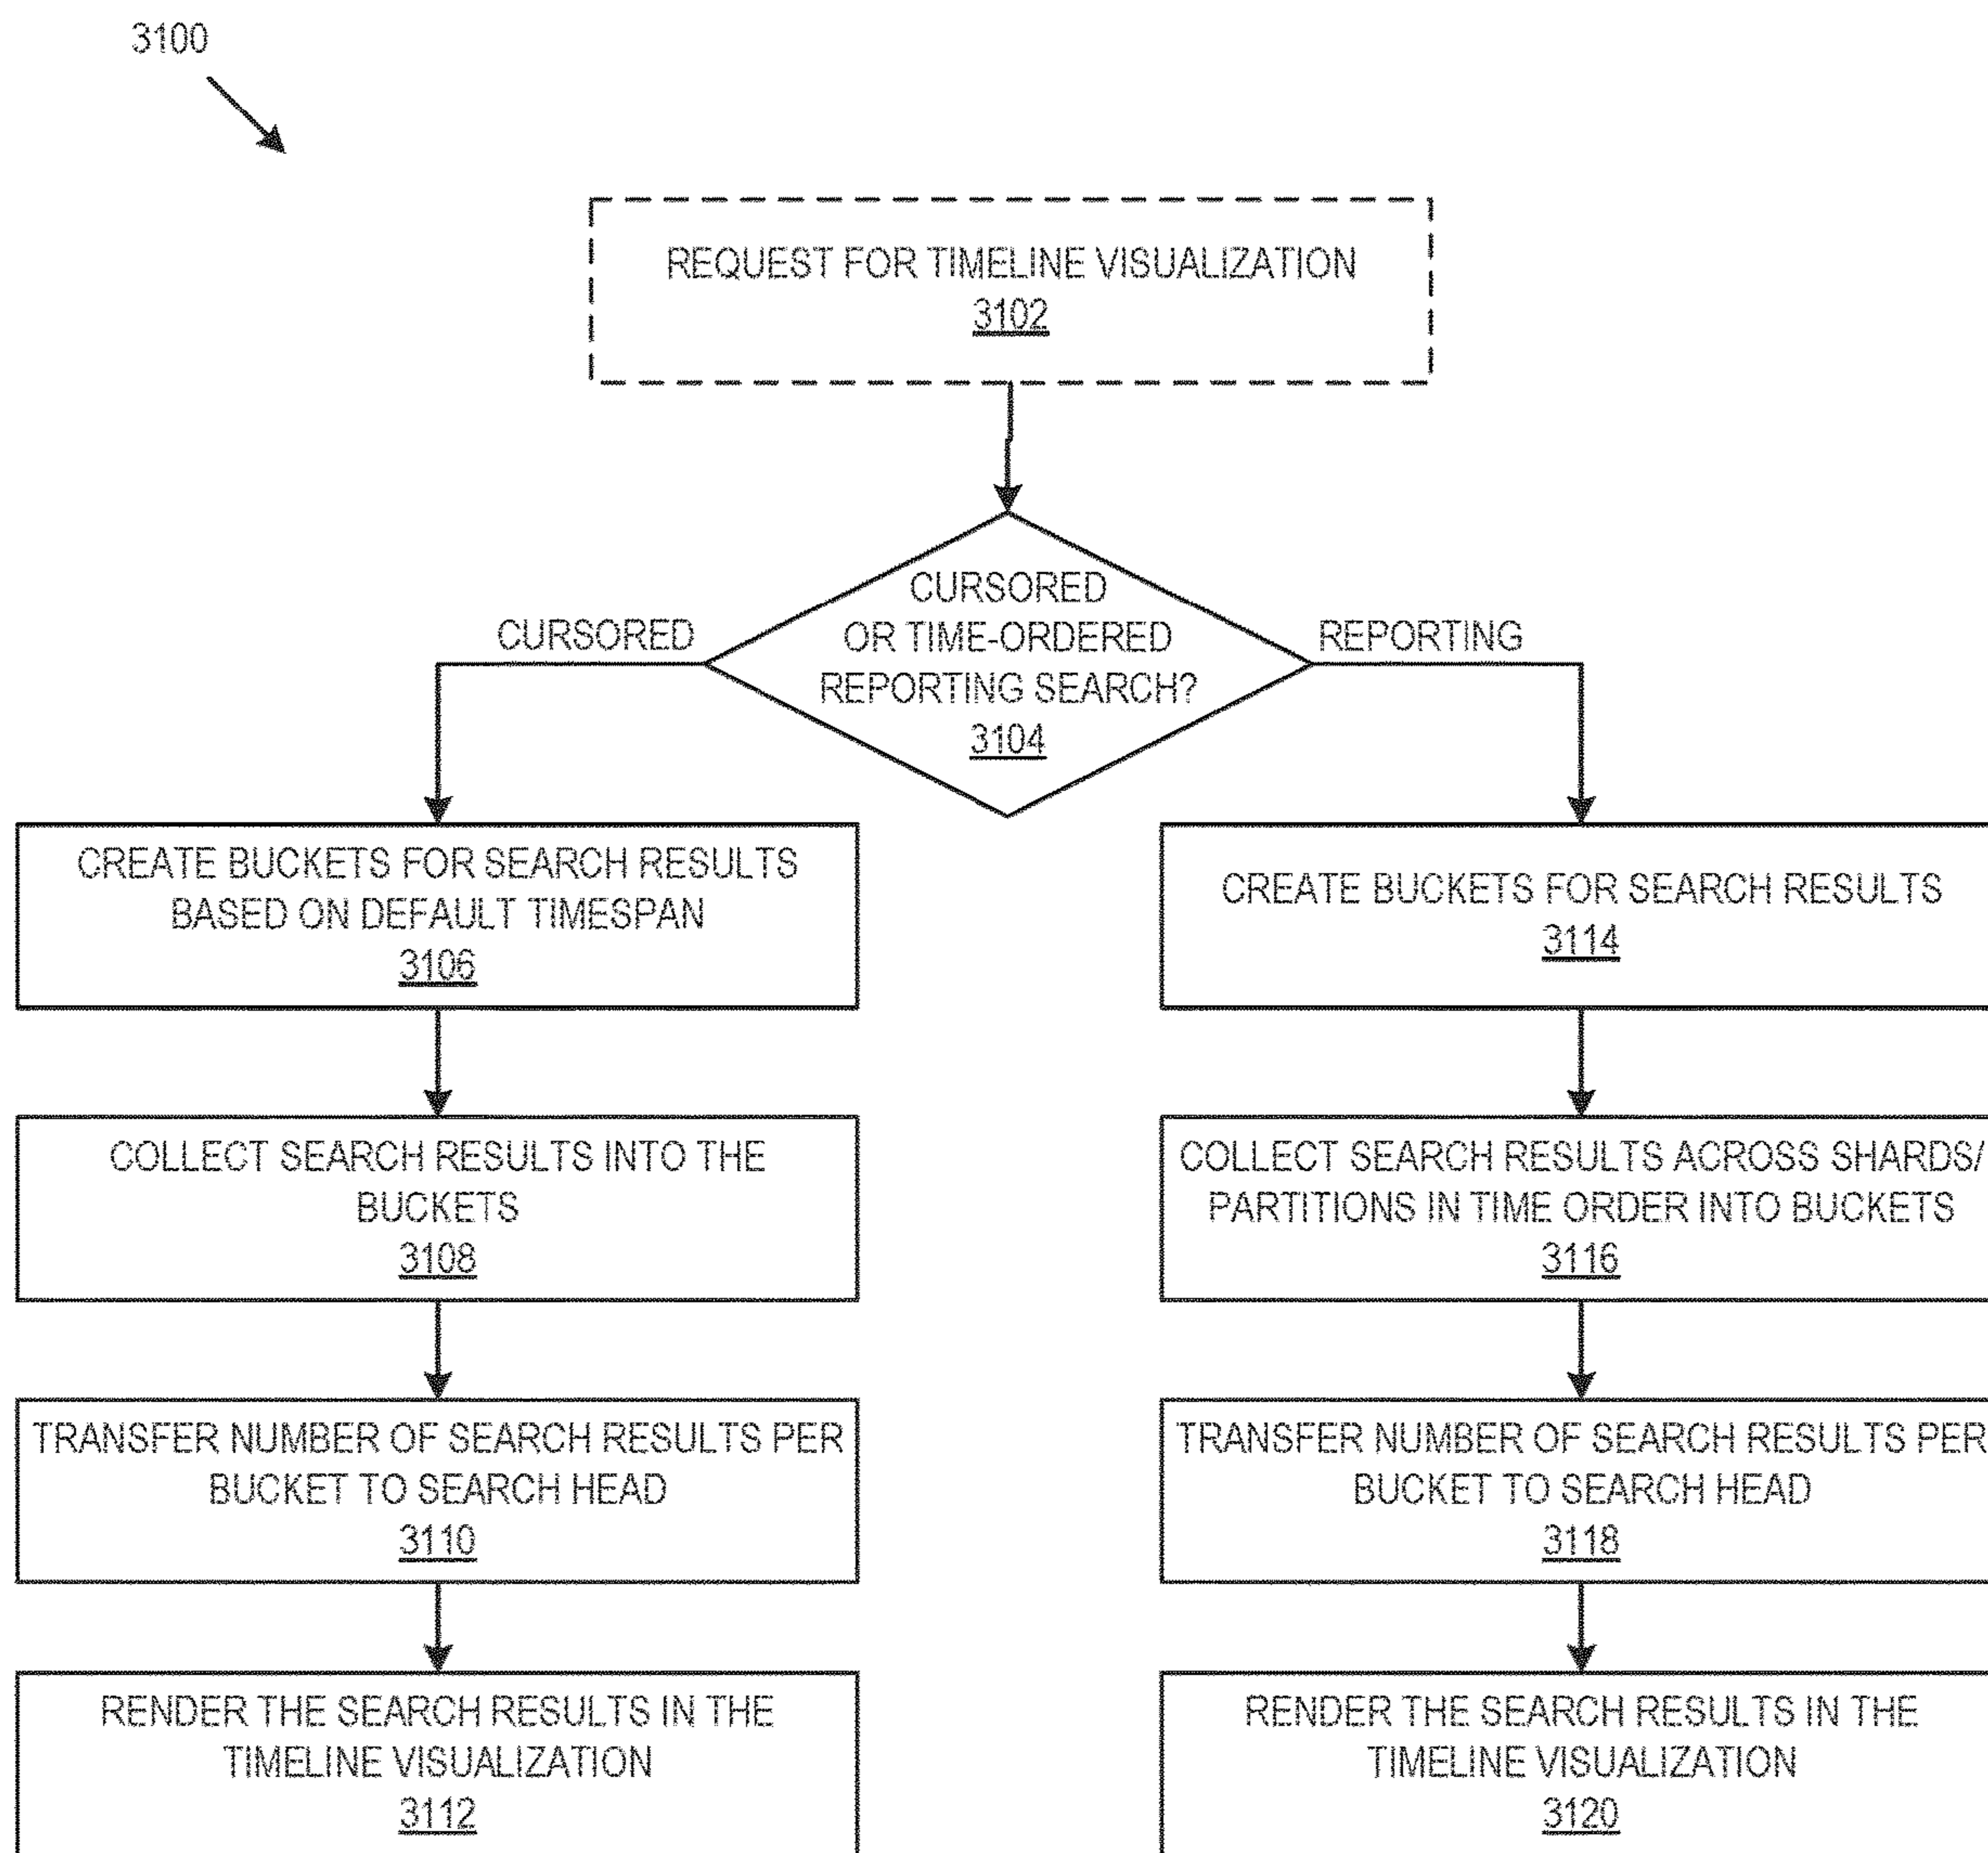 3100
REQUEST FOR TIMELINE VISUALIZATION
3102
CURSORED
OR TIME-ORDERED
REPORTING SEARCH?
3104
CURSORED
REPORTING
CREATE BUCKETS FOR SEARCH RESULTS
BASED ON DEFAULT TIMESPAN
3106
COLLECT SEARCH RESULTS INTO THE
BUCKETS
3108
TRANSFER NUMBER OF SEARCH RESULTS PER
BUCKET TO SEARCH HEAD
3110
RENDER THE SEARCH RESULTS IN THE
TIMELINE VISUALIZATION
3112
CREATE BUCKETS FOR SEARCH RESULTS
3114
COLLECT SEARCH RESULTS ACROSS SHARDS/
PARTITIONS IN TIME ORDER INTO BUCKETS
3116
TRANSFER NUMBER OF SEARCH RESULTS PER
BUCKET TO SEARCH HEAD
3118
RENDER THE SEARCH RESULTS IN THE
TIMELINE VISUALIZATION
3120